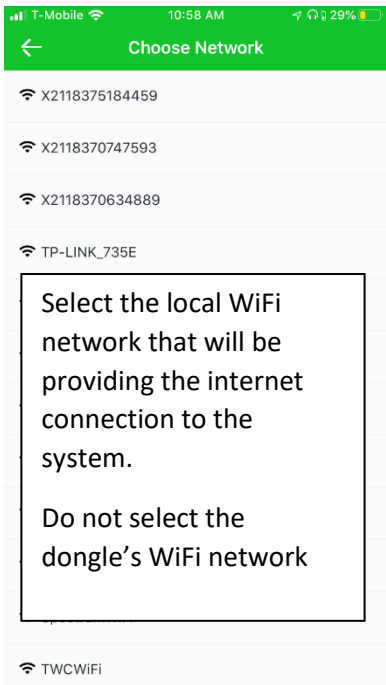 T-Mobile 10:58 AM 29%
Choose Network
X2118375184459
X2118370747593
X2118370634889
TP-LINK_735E
Select the local WiFi
network that will be
providing the internet
connection to the
system.
Do not select the
dongle's WiFi network
TWCWiFi